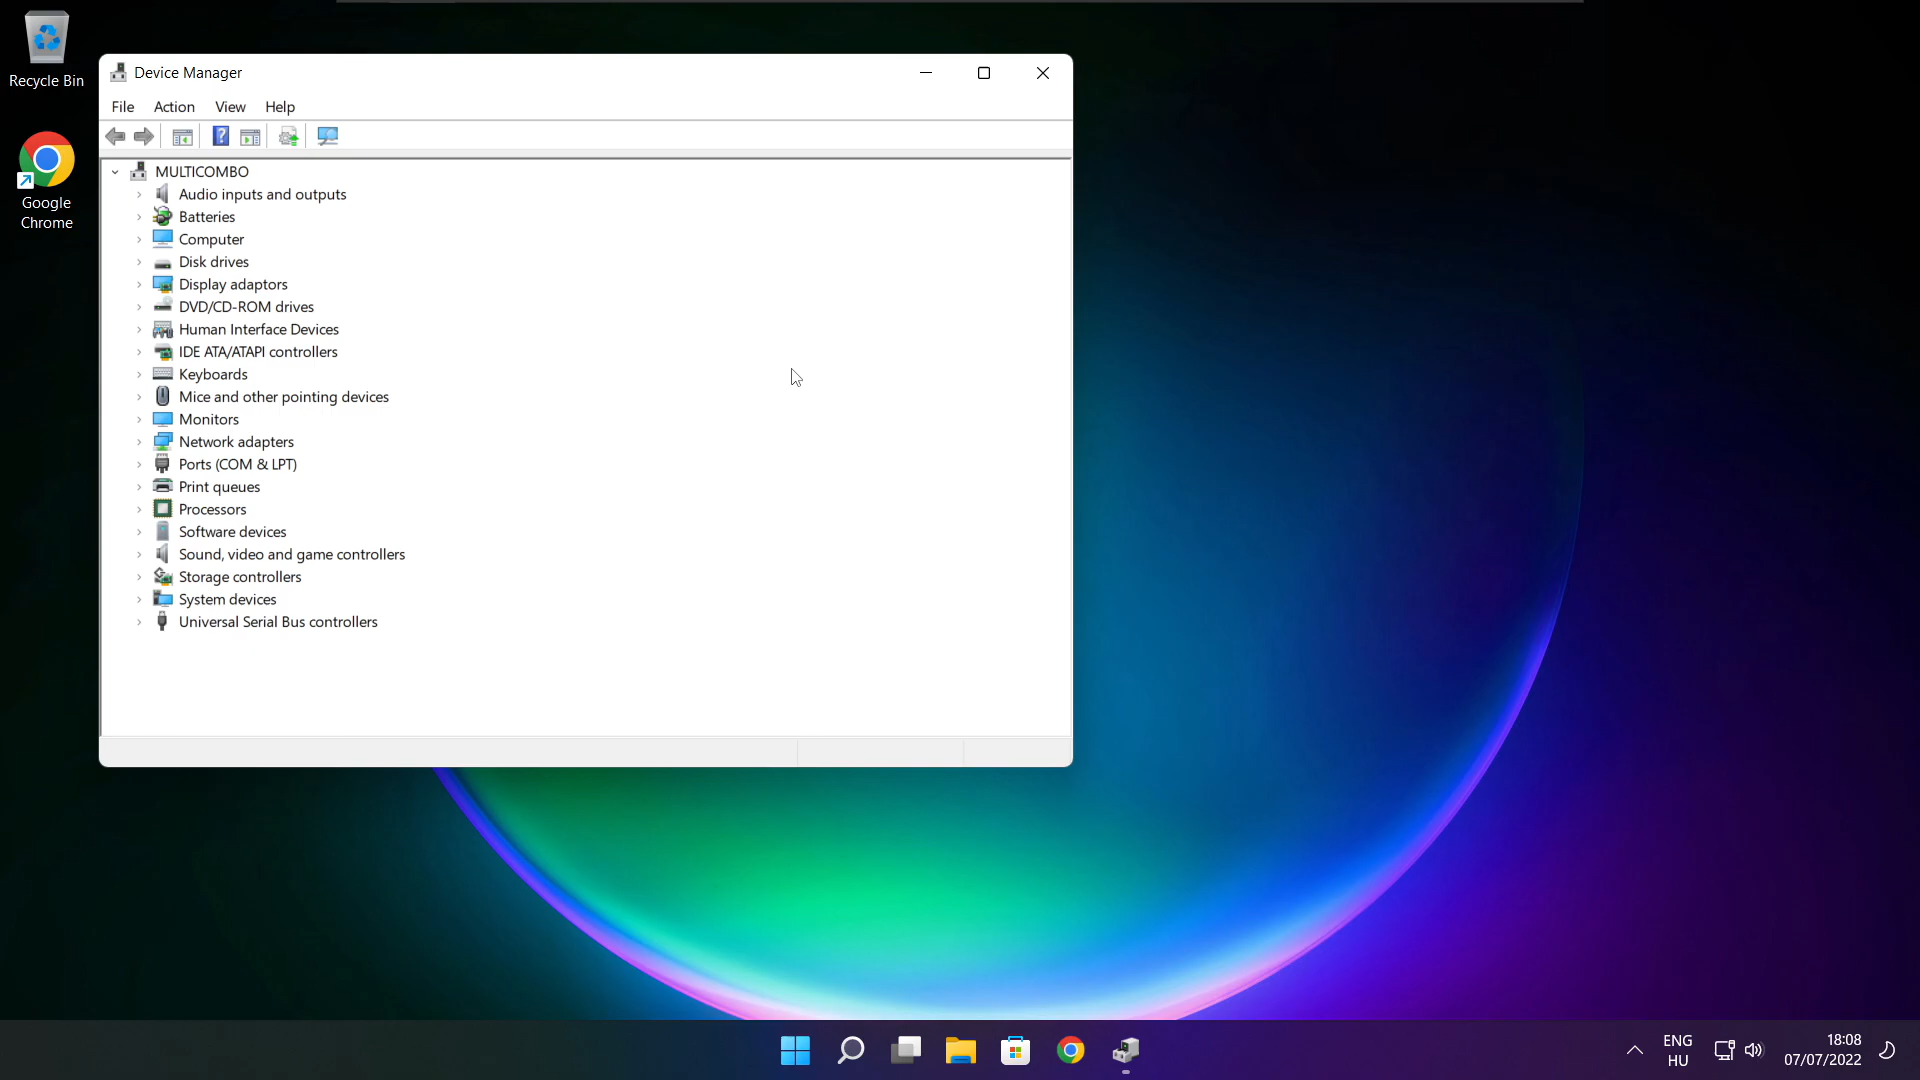 Recycle Bin
Google
Chrome
Device Manager
File Action View Help
MULTICOMBO
Audio inputs and outputs
Batteries
Computer
Disk drives
Display adaptors
DVD/CD-ROM drives
Human Interface Devices
IDE ATA/ATAPI controllers
Keyboards
Mice and other pointing devices
Monitors
Network adapters
Ports (COM & LPT)
Print queues
Processors
Software devices
Sound, video and game controllers
Storage controllers
System devices
Universal Serial Bus controllers
ENG
HU
18:08
07/07/2022